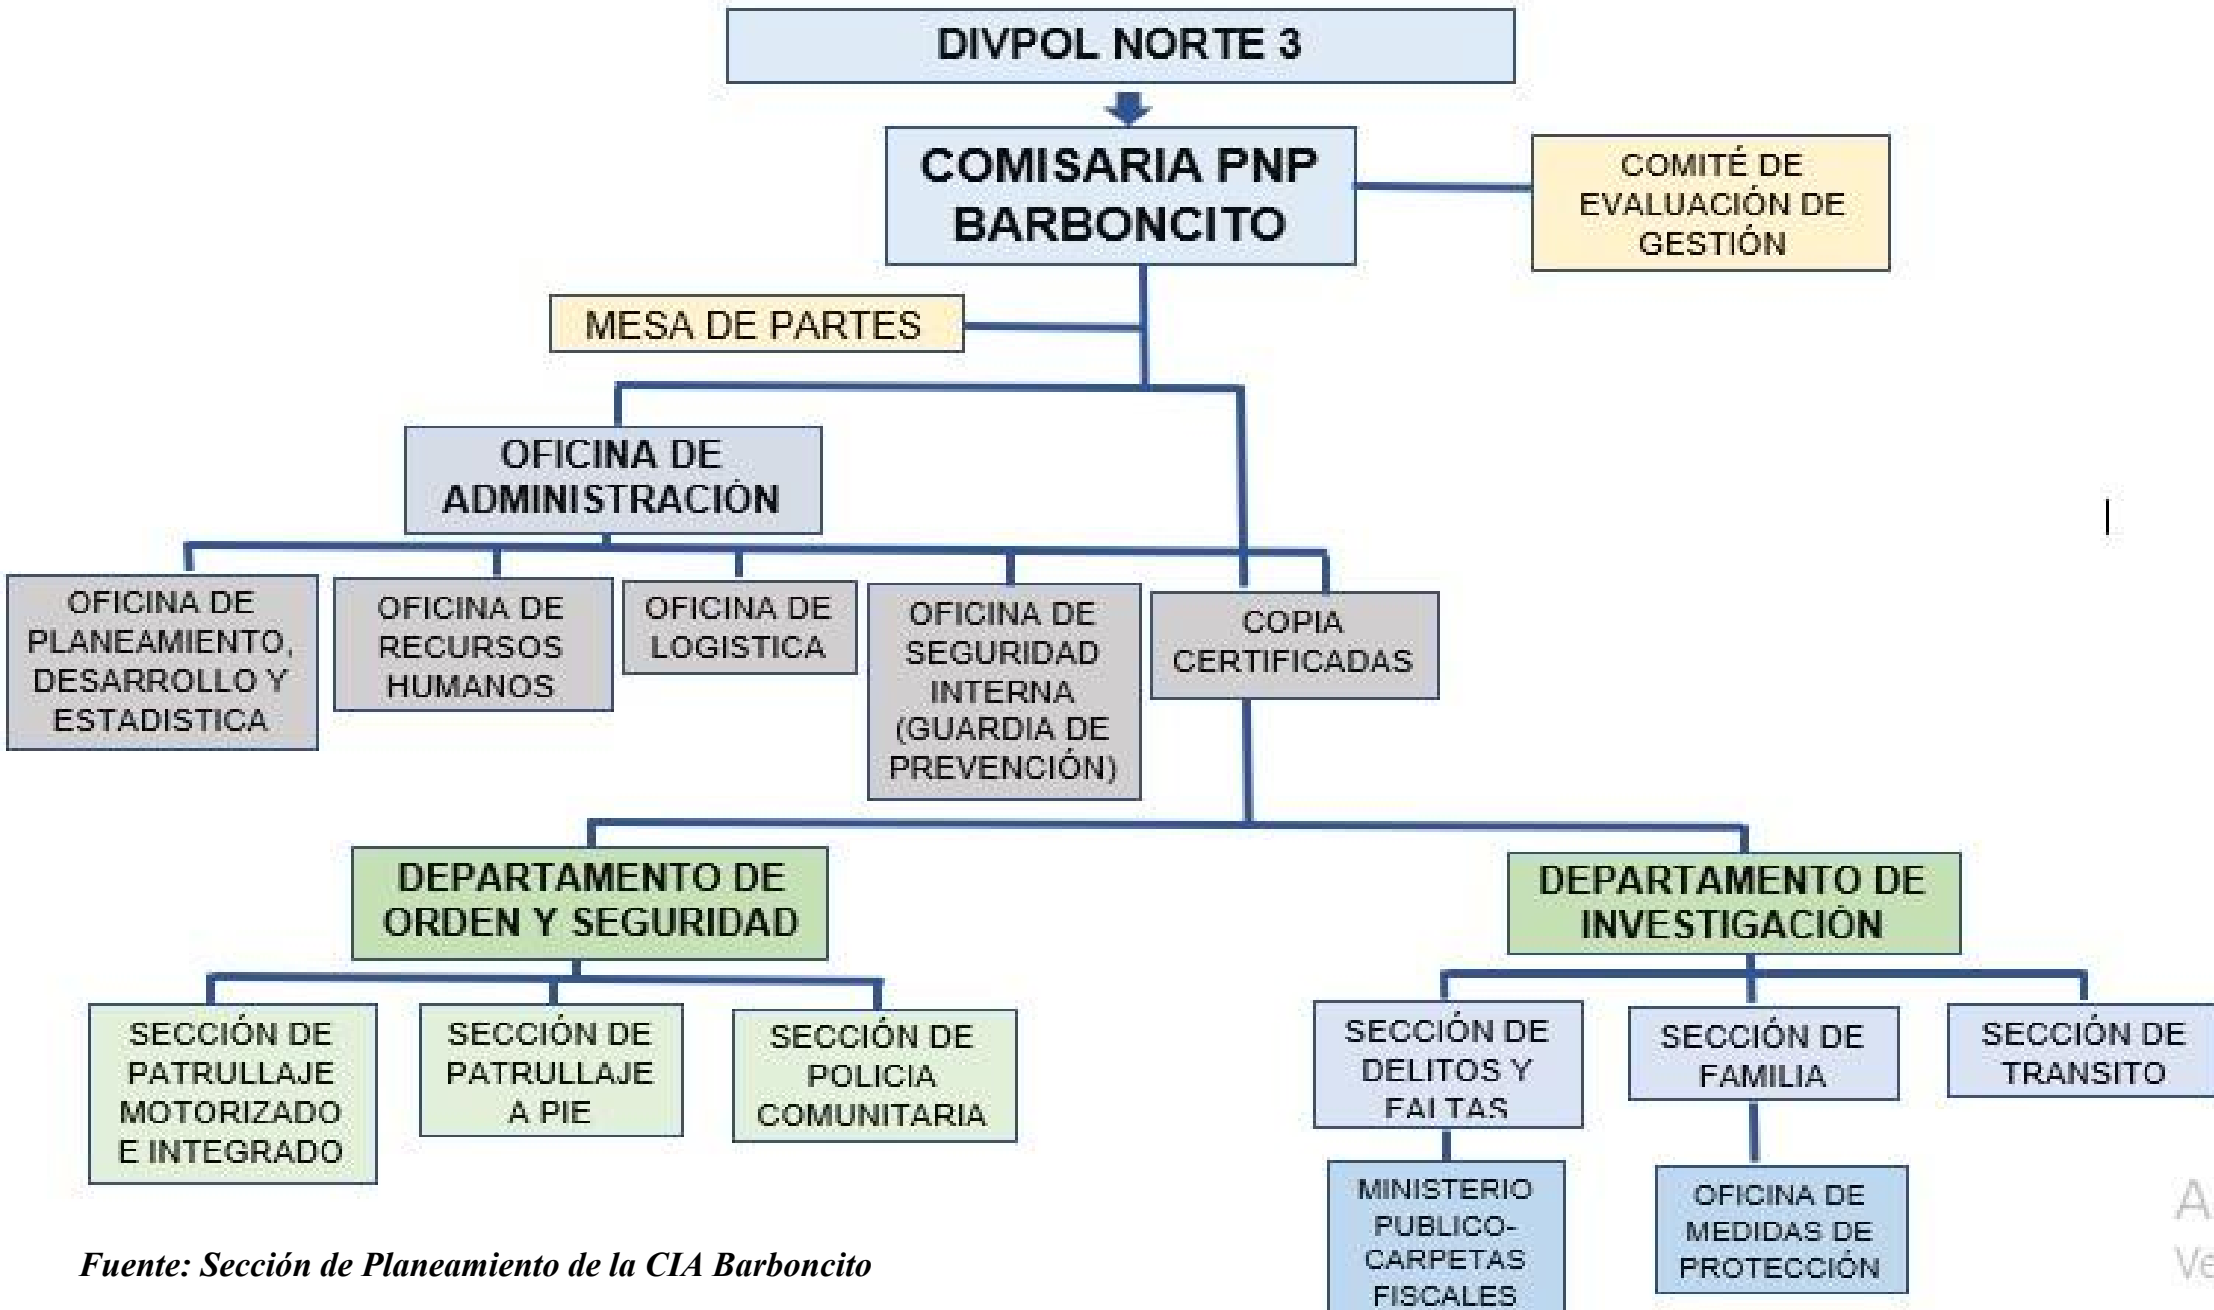 DIVPOL NORTE 3
COMISARIA PNP
BARBONCITO
COMITÉ DE
EVALUACIÓN DE
GESTIÓN
MESA DE PARTES
OFICINA DE
ADMINISTRACIÓN
OFICINA DE
PLANEAMIENTO,
DESARROLLO Y
ESTADISTICA
OFICINA DE
RECURSOS
HUMANOS
OFICINA DE
LOGISTICA
OFICINA DE
SEGURIDAD
INTERNA
(GUARDIA DE
PREVENCIÓN)
COPIA
CERTIFICADAS
DEPARTAMENTO DE
ORDEN Y SEGURIDAD
DEPARTAMENTO DE
INVESTIGACIÓN
SECCIÓN DE
PATRULLAJE
MOTORIZADO
E INTEGRADO
SECCIÓN DE
PATRULLAJE
A PIE
SECCIÓN DE
POLICIA
COMUNITARIA
SECCIÓN DE
DELITOS Y
FALTAS
SECCIÓN DE
FAMILIA
SECCIÓN DE
TRANSITO
MINISTERIO
PUBLICO-
CARPETAS
FISCALES
OFICINA DE
MEDIDAS DE
PROTECCIÓN
Fuente: Sección de Planeamiento de la CIA Barboncito